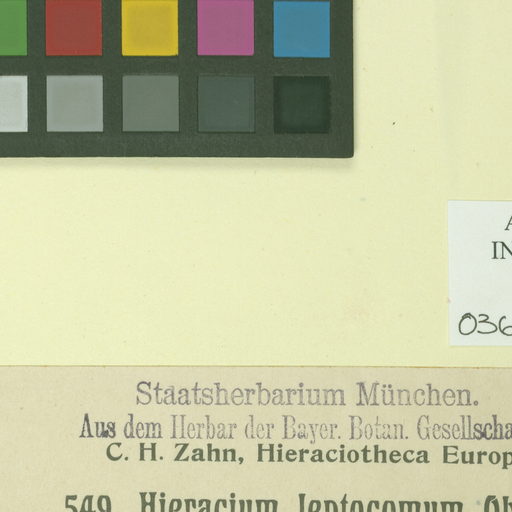 IN
036
Staatsherbarium München.
Aus dem Herbar der Bayer. Botan. Gesellscha
C. H. Zahn, Hieraciotheca Europ
549. Hieracium leptocomum